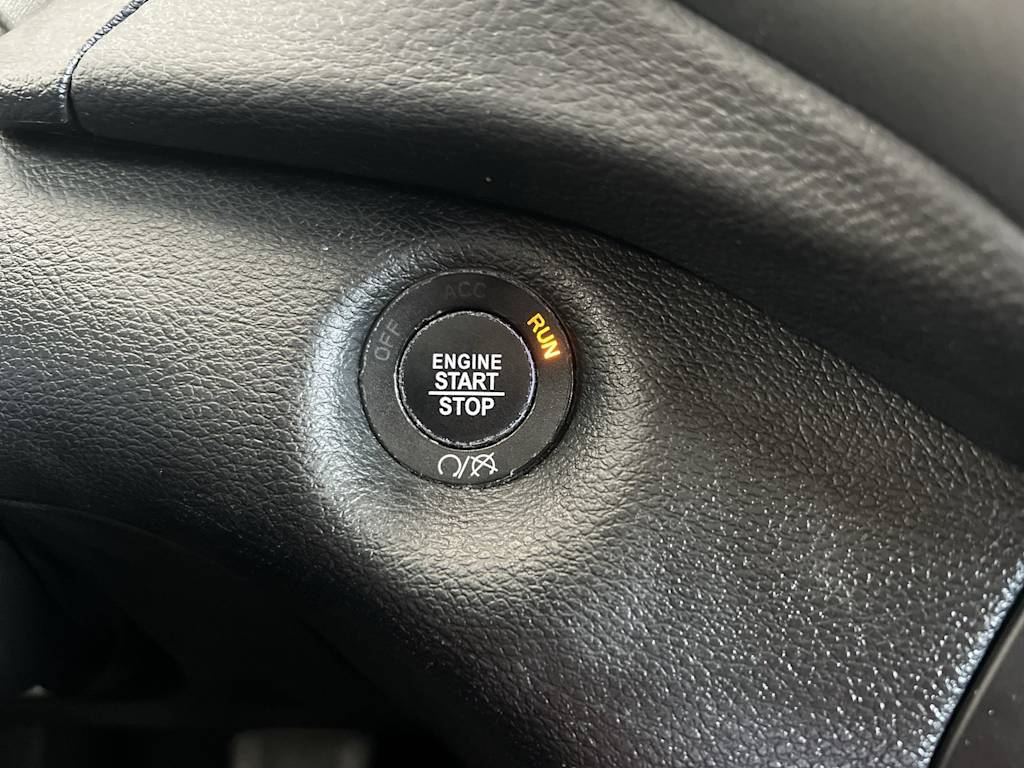 ACC
OFF
RUN
ENGINE
START
STOP